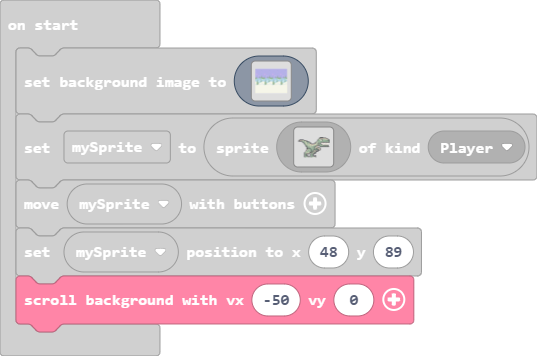 on start
set background image to
set mySprite to sprite of kind Player
move mySprite with buttons
set mySprite position to x 48 y 89
scroll background with vx -50 vy 0